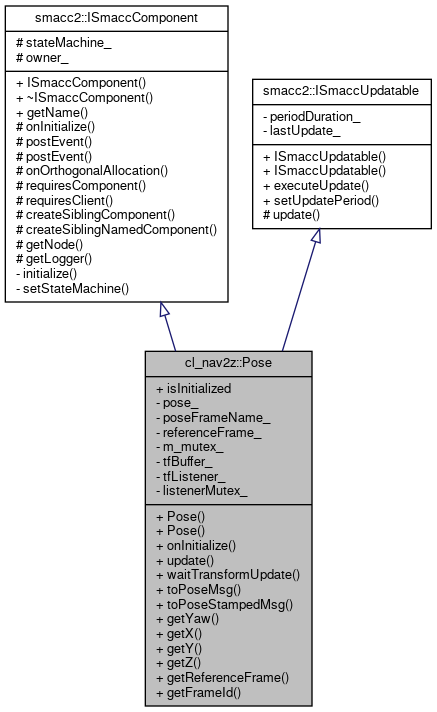 smacc2::ISmaccComponent
# stateMachine_
# owner_
+ ISmaccComponent()
+ ~ISmaccComponent()
+ getName()
# onInitialize()
# postEvent()
# postEvent()
# onOrthogonalAllocation()
# requiresComponent()
# requiresClient()
# createSiblingComponent()
# createSiblingNamedComponent()
# getNode()
# getLogger()
- initialize()
- setStateMachine()
smacc2::ISmaccUpdatable
- periodDuration_
- lastUpdate_
+ ISmaccUpdatable()
+ ISmaccUpdatable()
+ executeUpdate()
+ setUpdatePeriod()
# update()
cl_nav2z::Pose
+ isInitialized
- pose_
- poseFrameName_
- referenceFrame_
- m_mutex_
- tfBuffer_
- tfListener_
- listenerMutex_
+ Pose()
+ Pose()
+ onInitialize()
+ update()
+ waitTransformUpdate()
+ toPoseMsg()
+ toPoseStampedMsg()
+ getYaw()
+ getX()
+ getY()
+ getZ()
+ getReferenceFrame()
+ getFrameId()